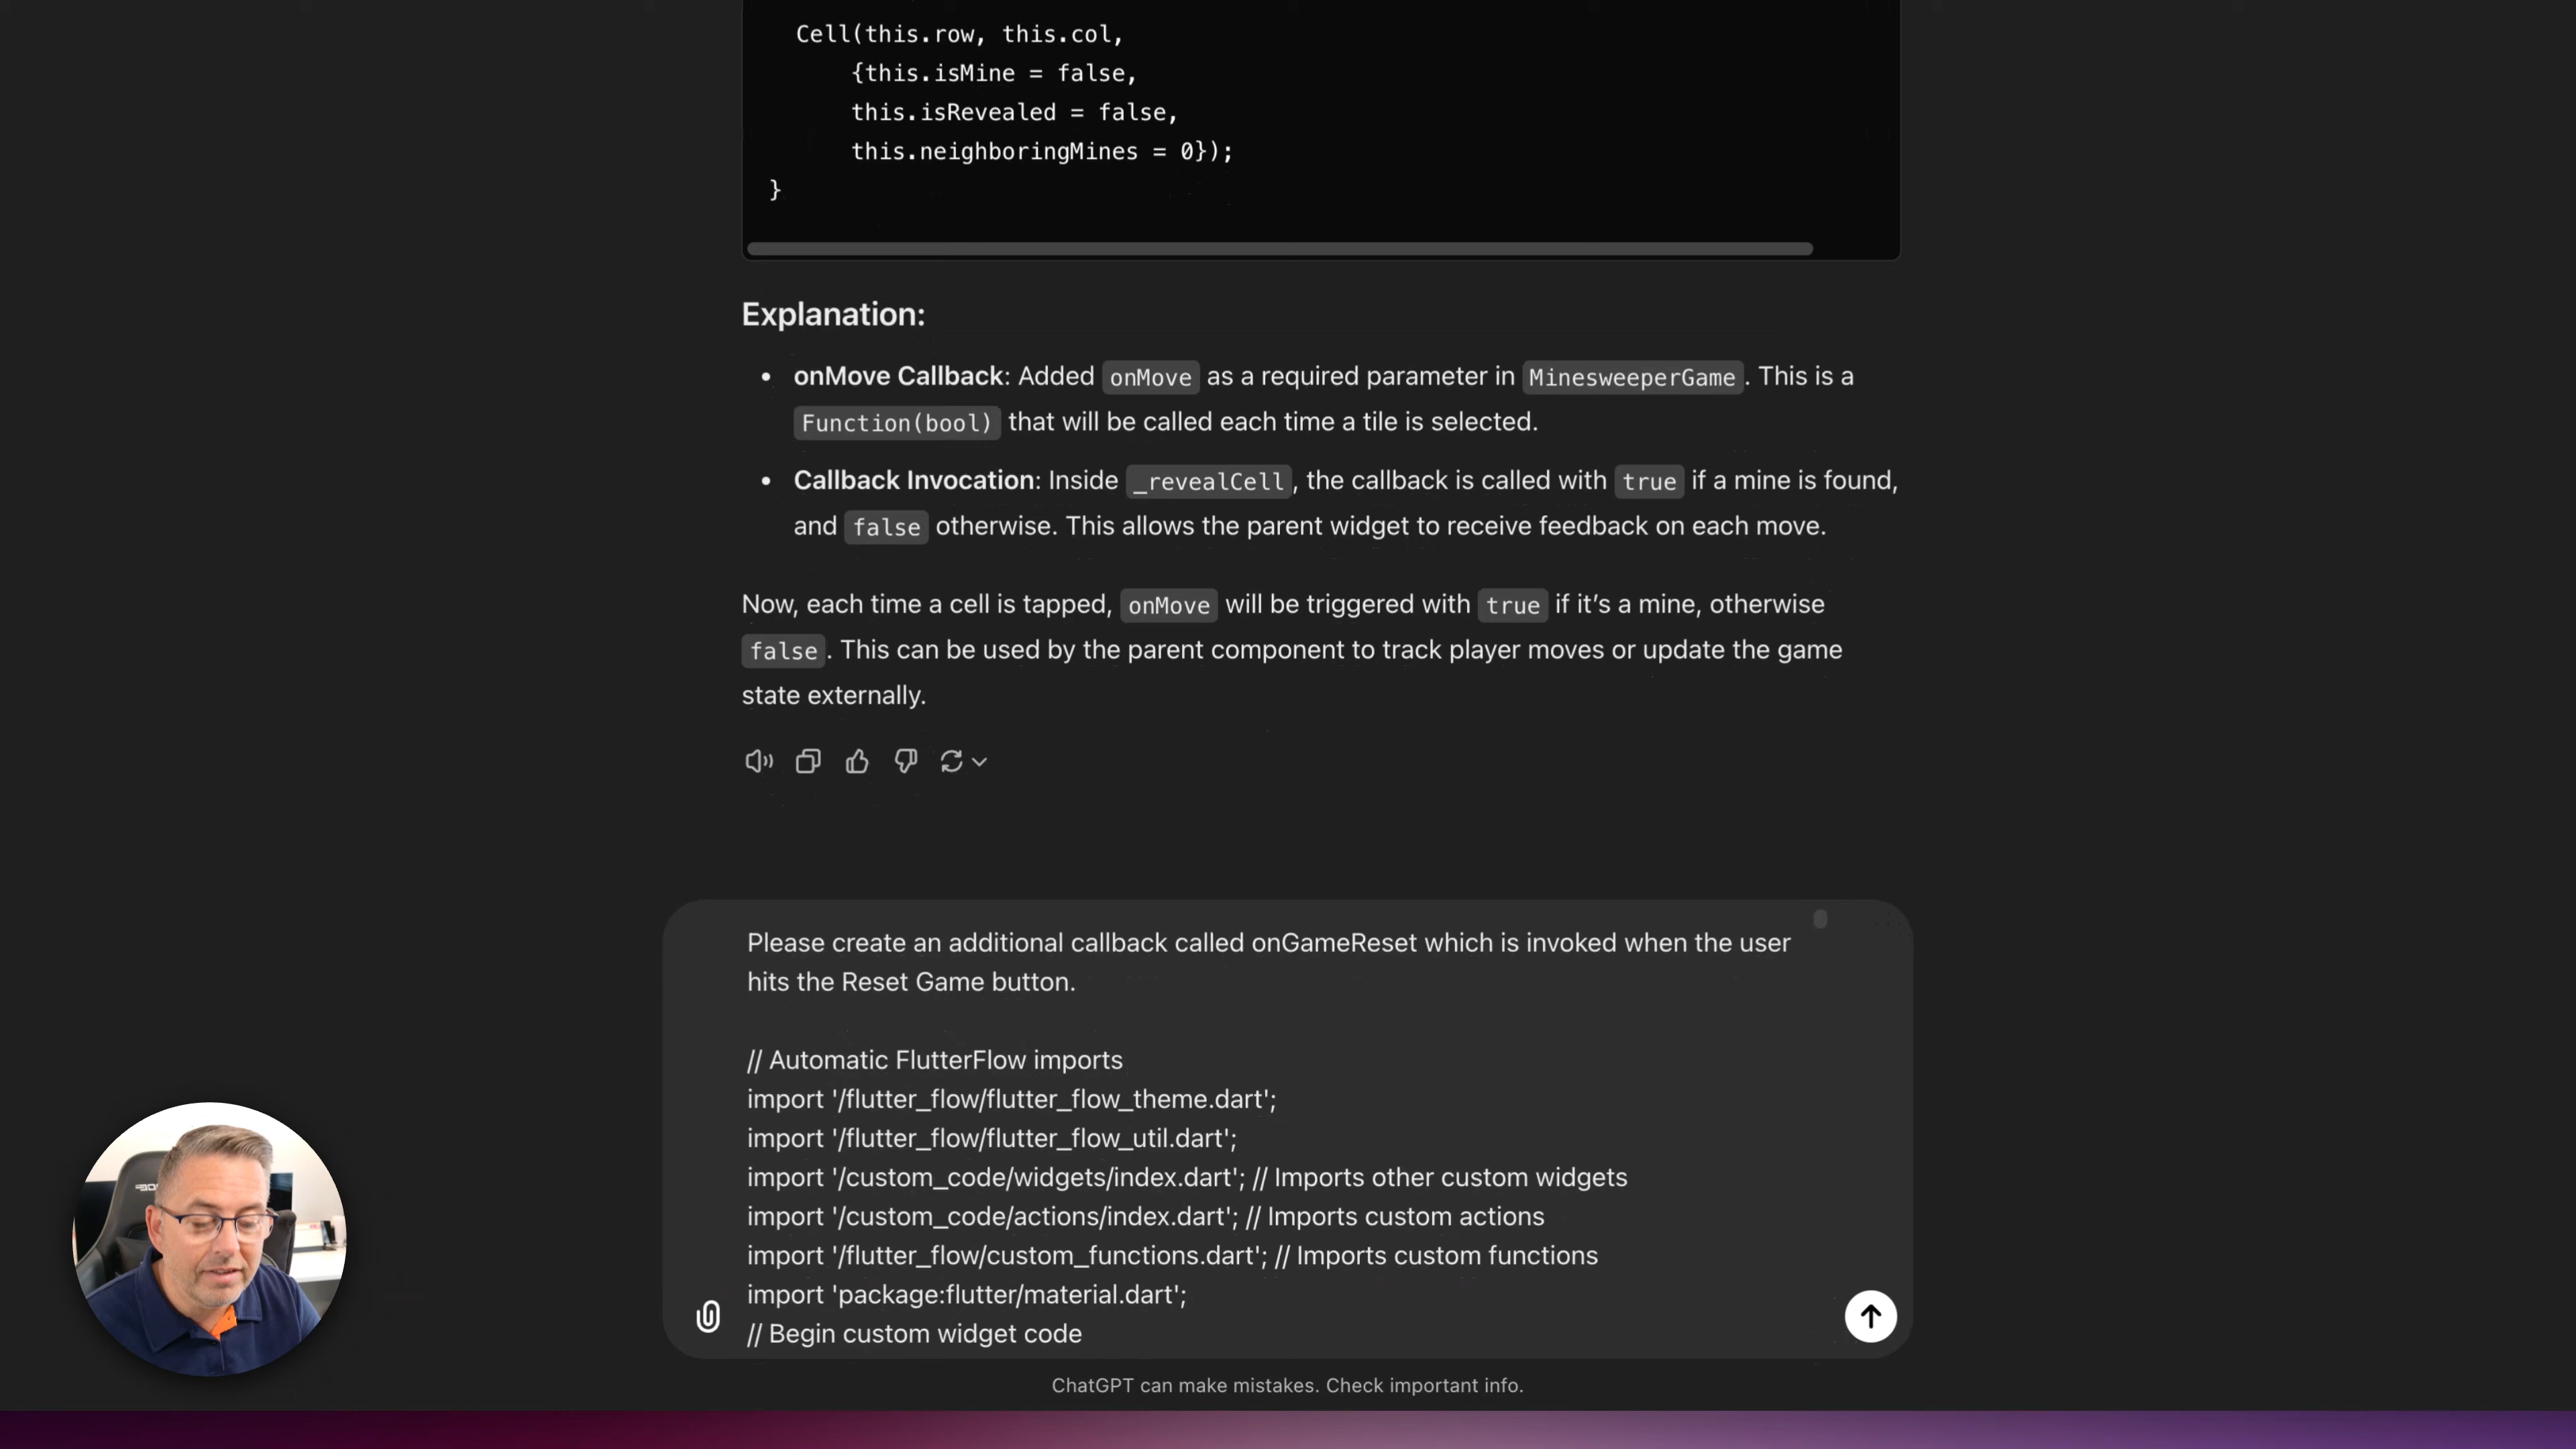 Cell(this.row, this.col,
{this.isMine = false,
this.isRevealed = false,
this.neighboringMines = 0});
}
Explanation:
• onMove Callback: Added onMove as a required parameter in MinesweeperGame. This is a
Function(bool) that will be called each time a tile is selected.
• Callback Invocation: Inside _revealCell, the callback is called with true if a mine is found,
and false otherwise. This allows the parent widget to receive feedback on each move.
Now, each time a cell is tapped, onMove will be triggered with true if it’s a mine, otherwise
false. This can be used by the parent component to track player moves or update the game
state externally.
Please create an additional callback called onGameReset which is invoked when the user
hits the Reset Game button.
// Automatic FlutterFlow imports
import '/flutter_flow/flutter_flow_theme.dart';
import '/flutter_flow/flutter_flow_util.dart';
import '/custom_code/widgets/index.dart'; // Imports other custom widgets
import '/custom_code/actions/index.dart'; // Imports custom actions
import '/flutter_flow/custom_functions.dart'; // Imports custom functions
import 'package:flutter/material.dart';
// Begin custom widget code
ChatGPT can make mistakes. Check important info.